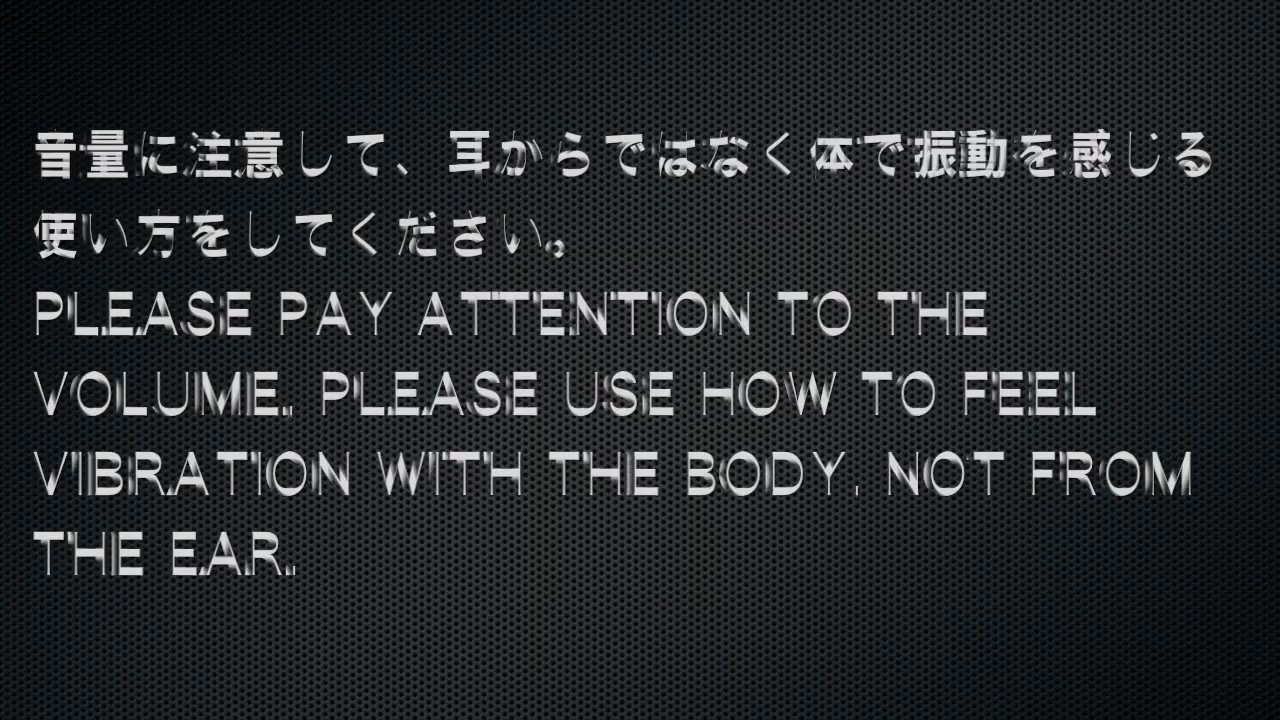 音量に注意して、耳からではなく体で振動を感じる
使い方をしてください。
PLEASE PAY ATTENTION TO THE
VOLUME. PLEASE USE HOW TO FEEL
VIBRATION WITH THE BODY, NOT FROM
THE EAR.